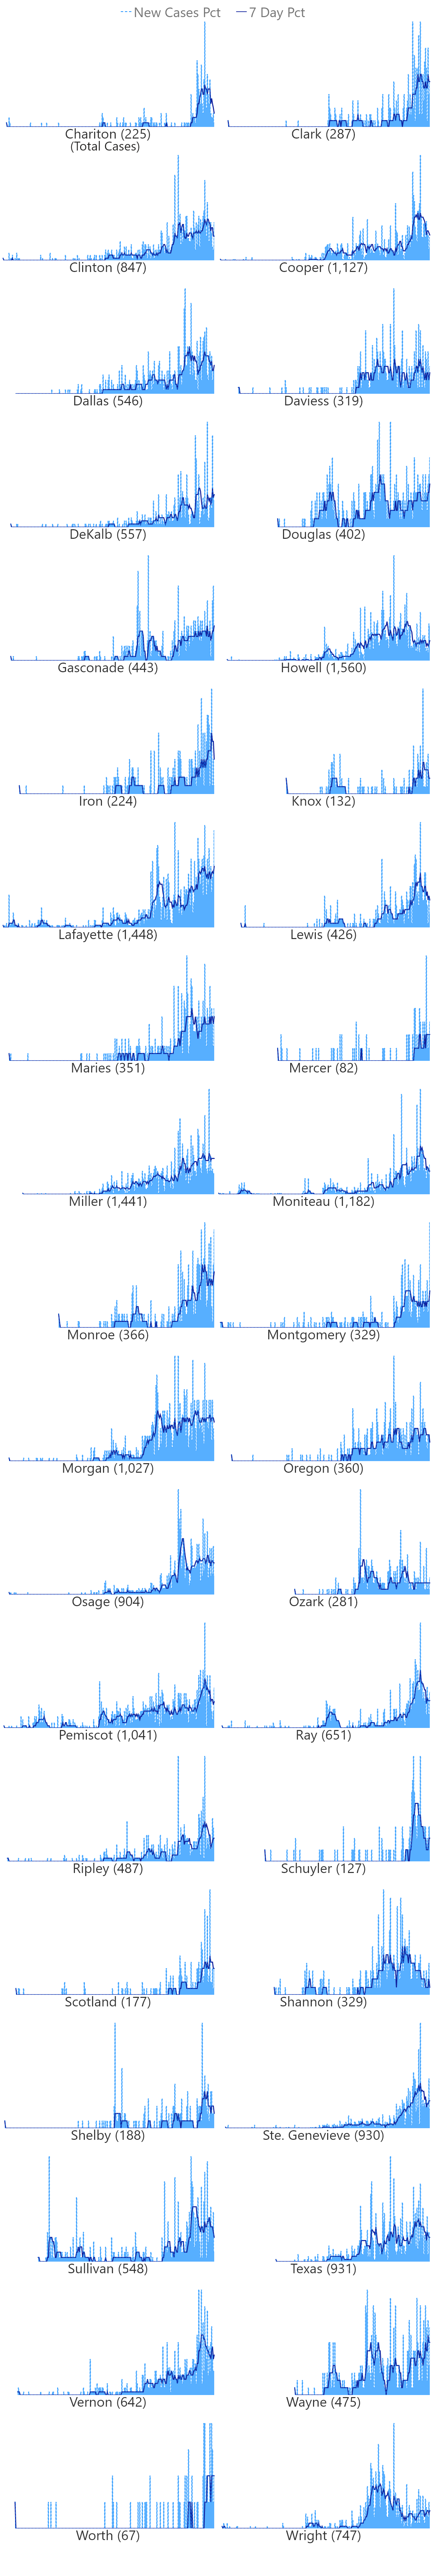 New Cases Pct 7 Day Pct
Chariton (225) Clark (287)
(Total Cases)
Clinton (847) Cooper (1,127)
Dallas (546) Daviess (319)
DeKalb (557) Douglas (402)
Gasconade (443) Howell (1,560)
Iron (224) Knox (132)
Lafayette (1,448) Lewis (426)
Maries (351) Mercer (82)
Miller (1,441) Moniteau (1,182)
Monroe (366) Montgomery (329)
Morgan (1,027) Oregon (360)
Osage (904) Ozark (281)
Pemiscot (1,041) Ray (651)
Ripley (487) Schuyler (127)
Scotland (177) Shannon (329)
Shelby (188) Ste. Genevieve (930)
Sullivan (548) Texas (931)
Vernon (642) Wayne (475)
Worth (67) Wright (747)